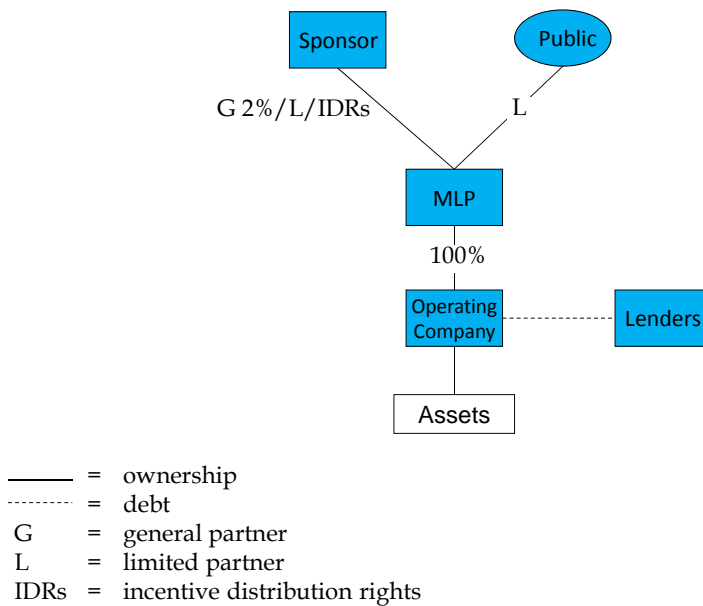 Sponsor
Public
G 2%/L/IDRs
L
MLP
100%
Operating
Company
Lenders
Assets
= ownership
= debt
G = general partner
L = limited partner
IDRs = incentive distribution rights